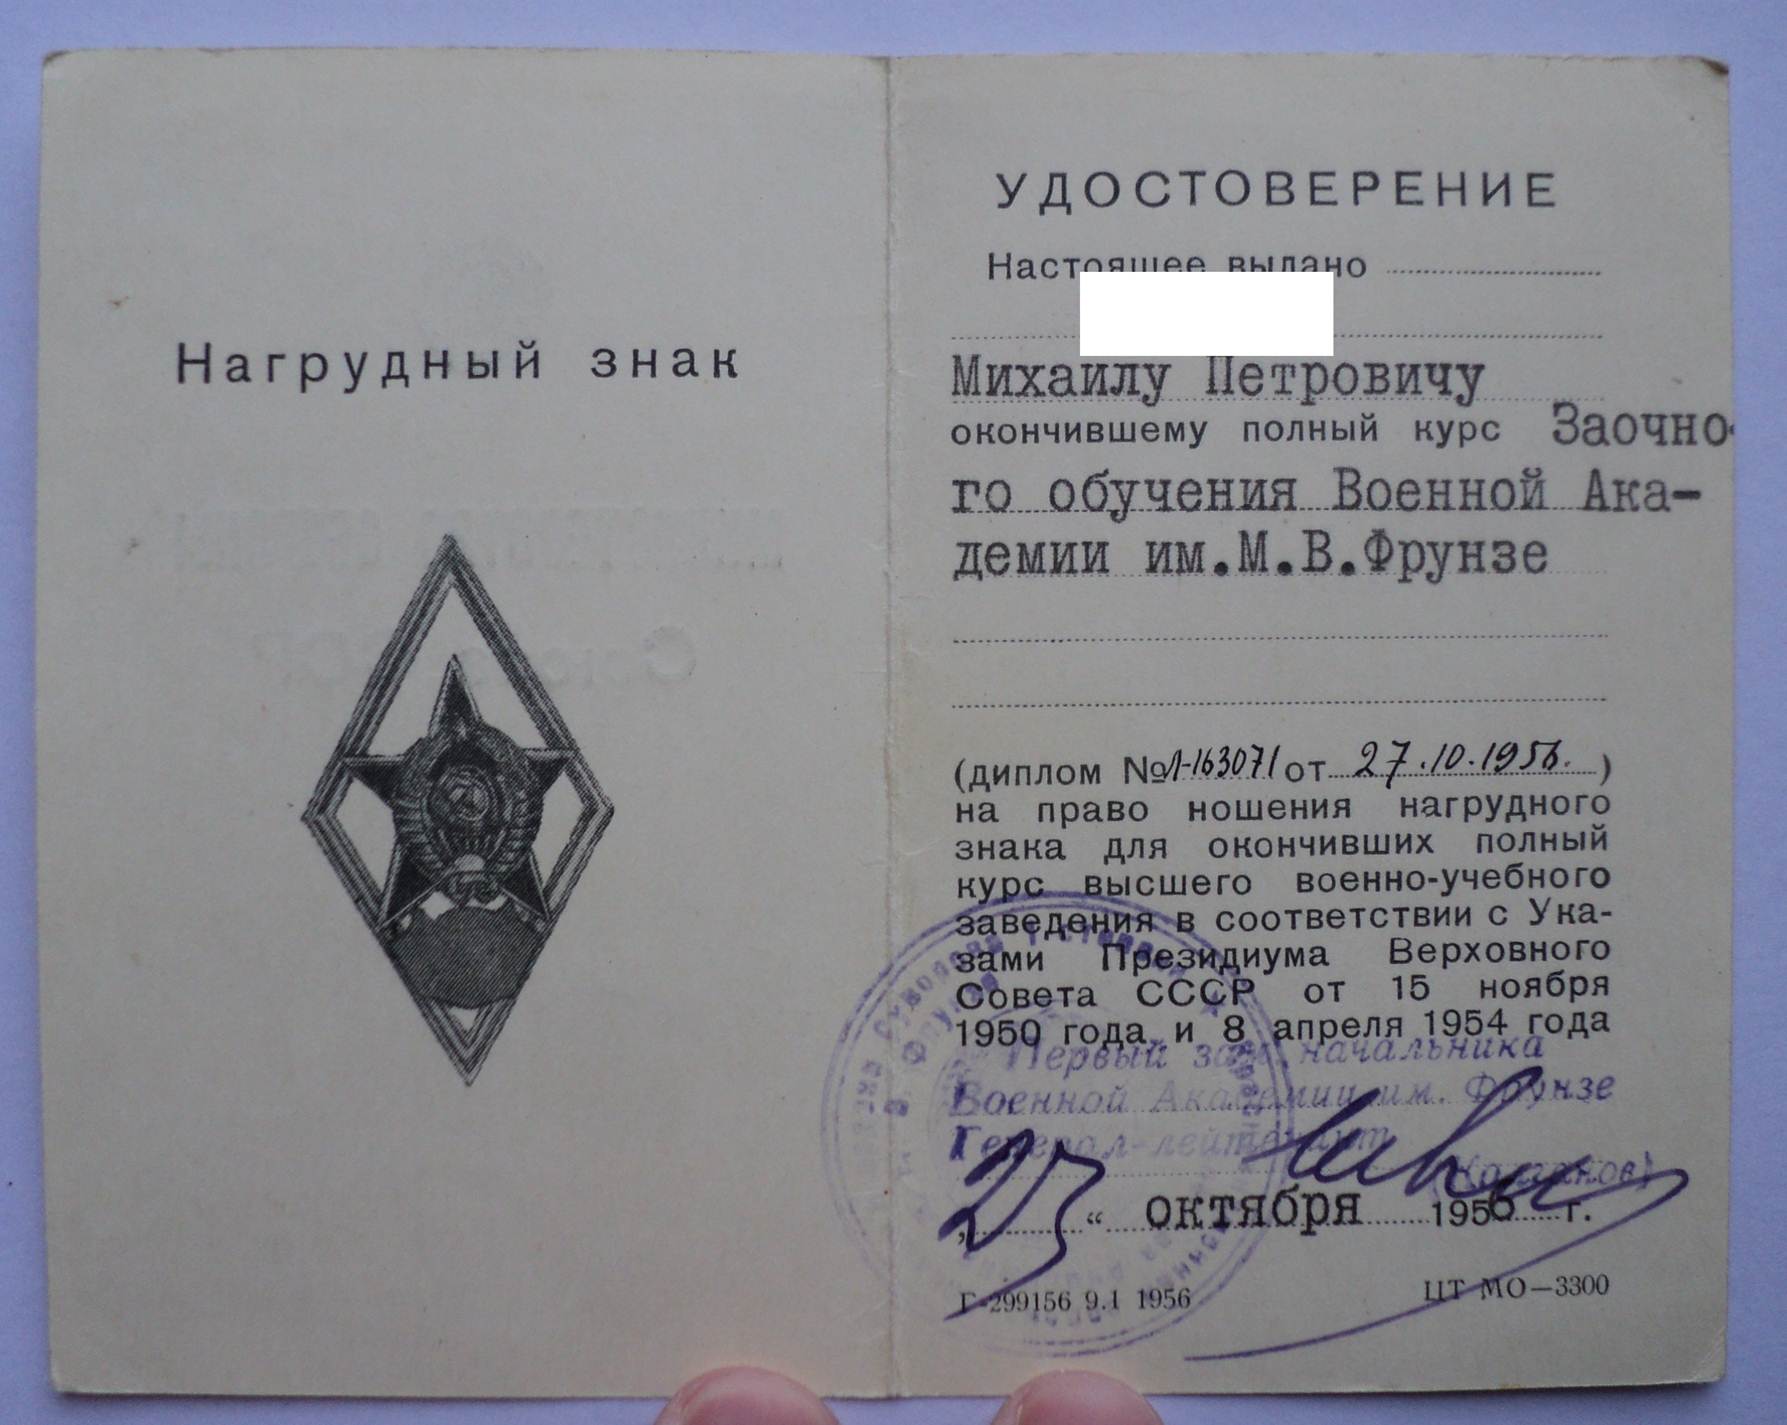 Нагрудный знак
УДОСТОВЕРЕНИЕ
Настоящее выдано
Михаилу Петровичу
окончившему полный курс Заочно-
го обучения Военной Ака-
демии им.М.В.Фрунзе
(диплом № Л-163071 от 27.10.1956.)
на право ношения нагрудного
знака для окончивших полный
курс высшего военно-учебного
заведения в соответствии с Ука-
зами Президиума Верховного
Совета СССР от 15 ноября
1950 года и 8 апреля 1954 года
Первый зам. начальника
Военной Академии им. Фрунзе
Генерал-лейтенант
(Колганов)
„25“ октября 1956 г.
Г-299156 9.1 1956 ЦТ МО—3300